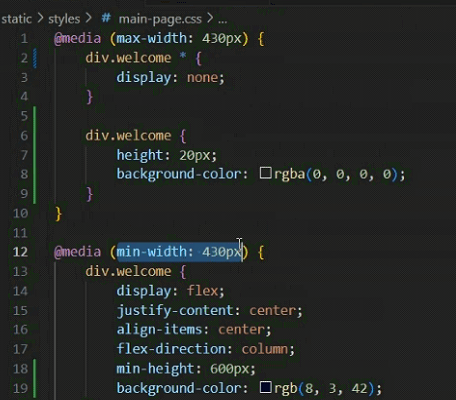 static > styles > # main-page.css > ...
1 @media (max-width: 430px) {
2 div.welcome * {
3 display: none;
4 }
5
6 div.welcome {
7 height: 20px;
8 background-color: rgba(0, 0, 0, 0);
9 }
10 }
11
12 @media (min-width: 430px) {
13 div.welcome {
14 display: flex;
15 justify-content: center;
16 align-items: center;
17 flex-direction: column;
18 min-height: 600px;
19 background-color: rgb(8, 3, 42);